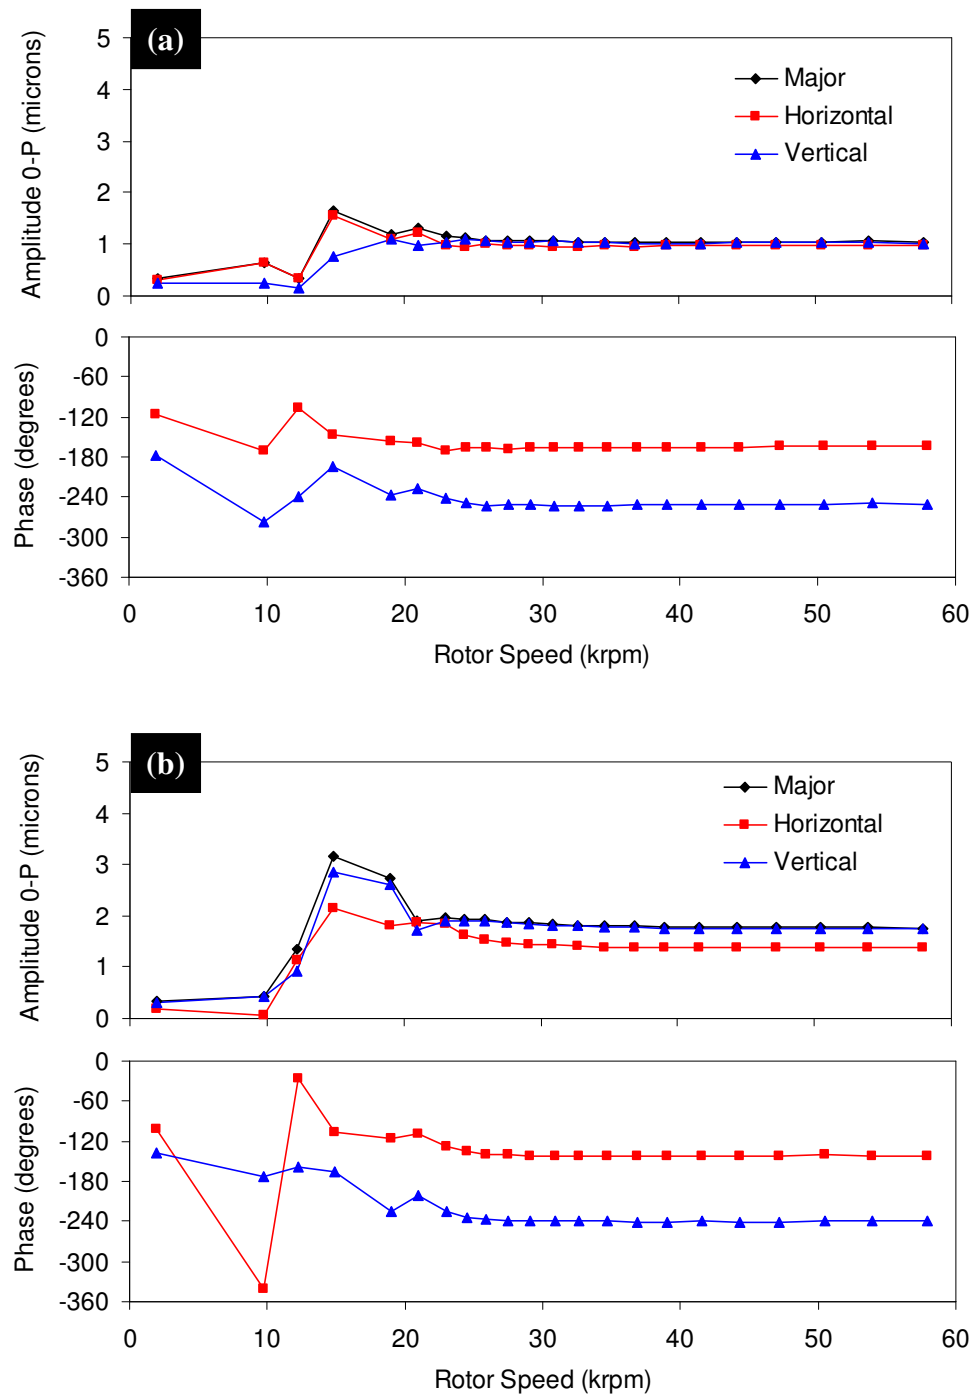 (a)
Amplitude 0-P (microns)
5
4
3
2
1
0
Major
Horizontal
Vertical
Phase (degrees)
0
-60
-120
-180
-240
-300
-360
0 10 20 30 40 50 60
Rotor Speed (krpm)
(b)
Amplitude 0-P (microns)
5
4
3
2
1
0
Major
Horizontal
Vertical
Phase (degrees)
0
-60
-120
-180
-240
-300
-360
0 10 20 30 40 50 60
Rotor Speed (krpm)